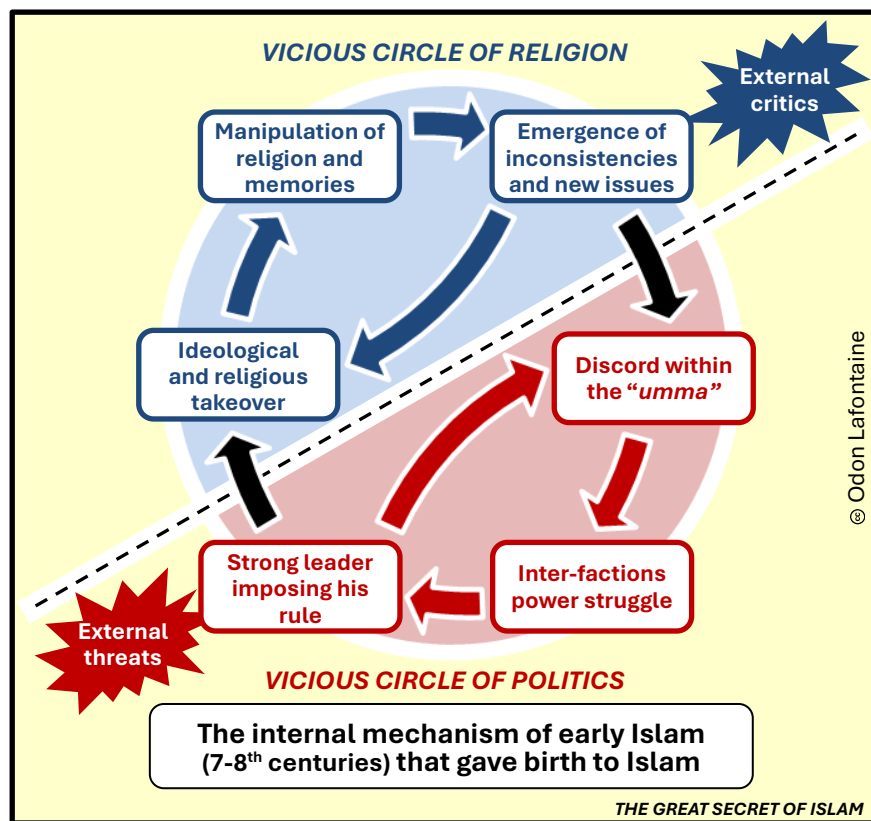 VICIOUS CIRCLE OF RELIGION
External
critics
Manipulation of
religion and
memories
Emergence of
inconsistencies
and new issues
Ideological
and religious
takeover
Discord within
the “umma”
Strong leader
imposing his
rule
Inter-factions
power struggle
External
threats
VICIOUS CIRCLE OF POLITICS
The internal mechanism of early Islam
(7-8th centuries) that gave birth to Islam
THE GREAT SECRET OF ISLAM
🄯 Odon Lafontaine